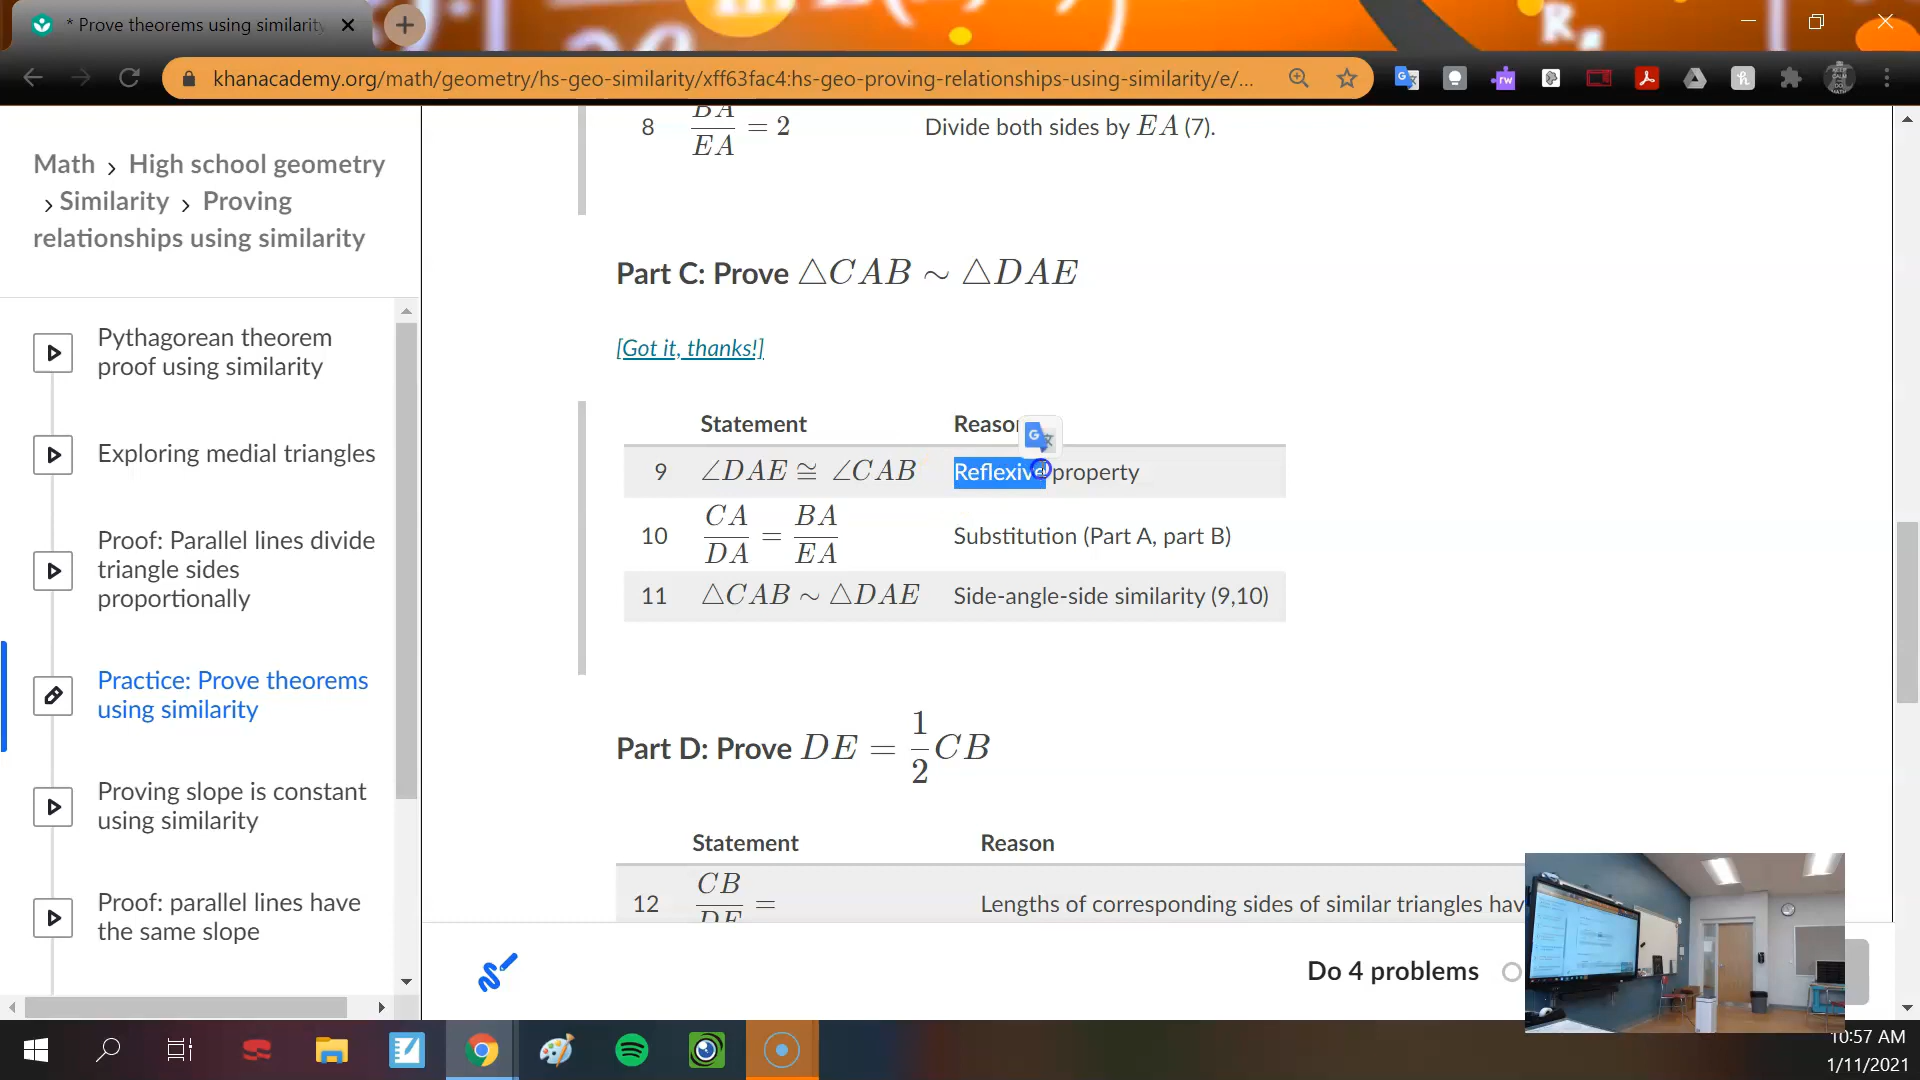 * Prove theorems using similarity
khanacademy.org/math/geometry/hs-geo-similarity/xff63fac4:hs-geo-proving-relationships-using-similarity/e/...
Math > High school geometry
> Similarity > Proving
relationships using similarity
Pythagorean theorem
proof using similarity
Exploring medial triangles
Proof: Parallel lines divide
triangle sides
proportionally
Practice: Prove theorems
using similarity
Proving slope is constant
using similarity
Proof: parallel lines have
the same slope
8 BA/EA = 2 Divide both sides by EA (7).
Part C: Prove △CAB ∼ △DAE
[Got it, thanks!]
Statement Reason
9 ∠DAE ≅ ∠CAB Reflexive property
10 CA/DA = BA/EA Substitution (Part A, part B)
11 △CAB ∼ △DAE Side-angle-side similarity (9,10)
Part D: Prove DE = 1/2 CB
Statement Reason
12 CB/DE = Lengths of corresponding sides of similar triangles hav
Do 4 problems
10:57 AM
1/11/2021